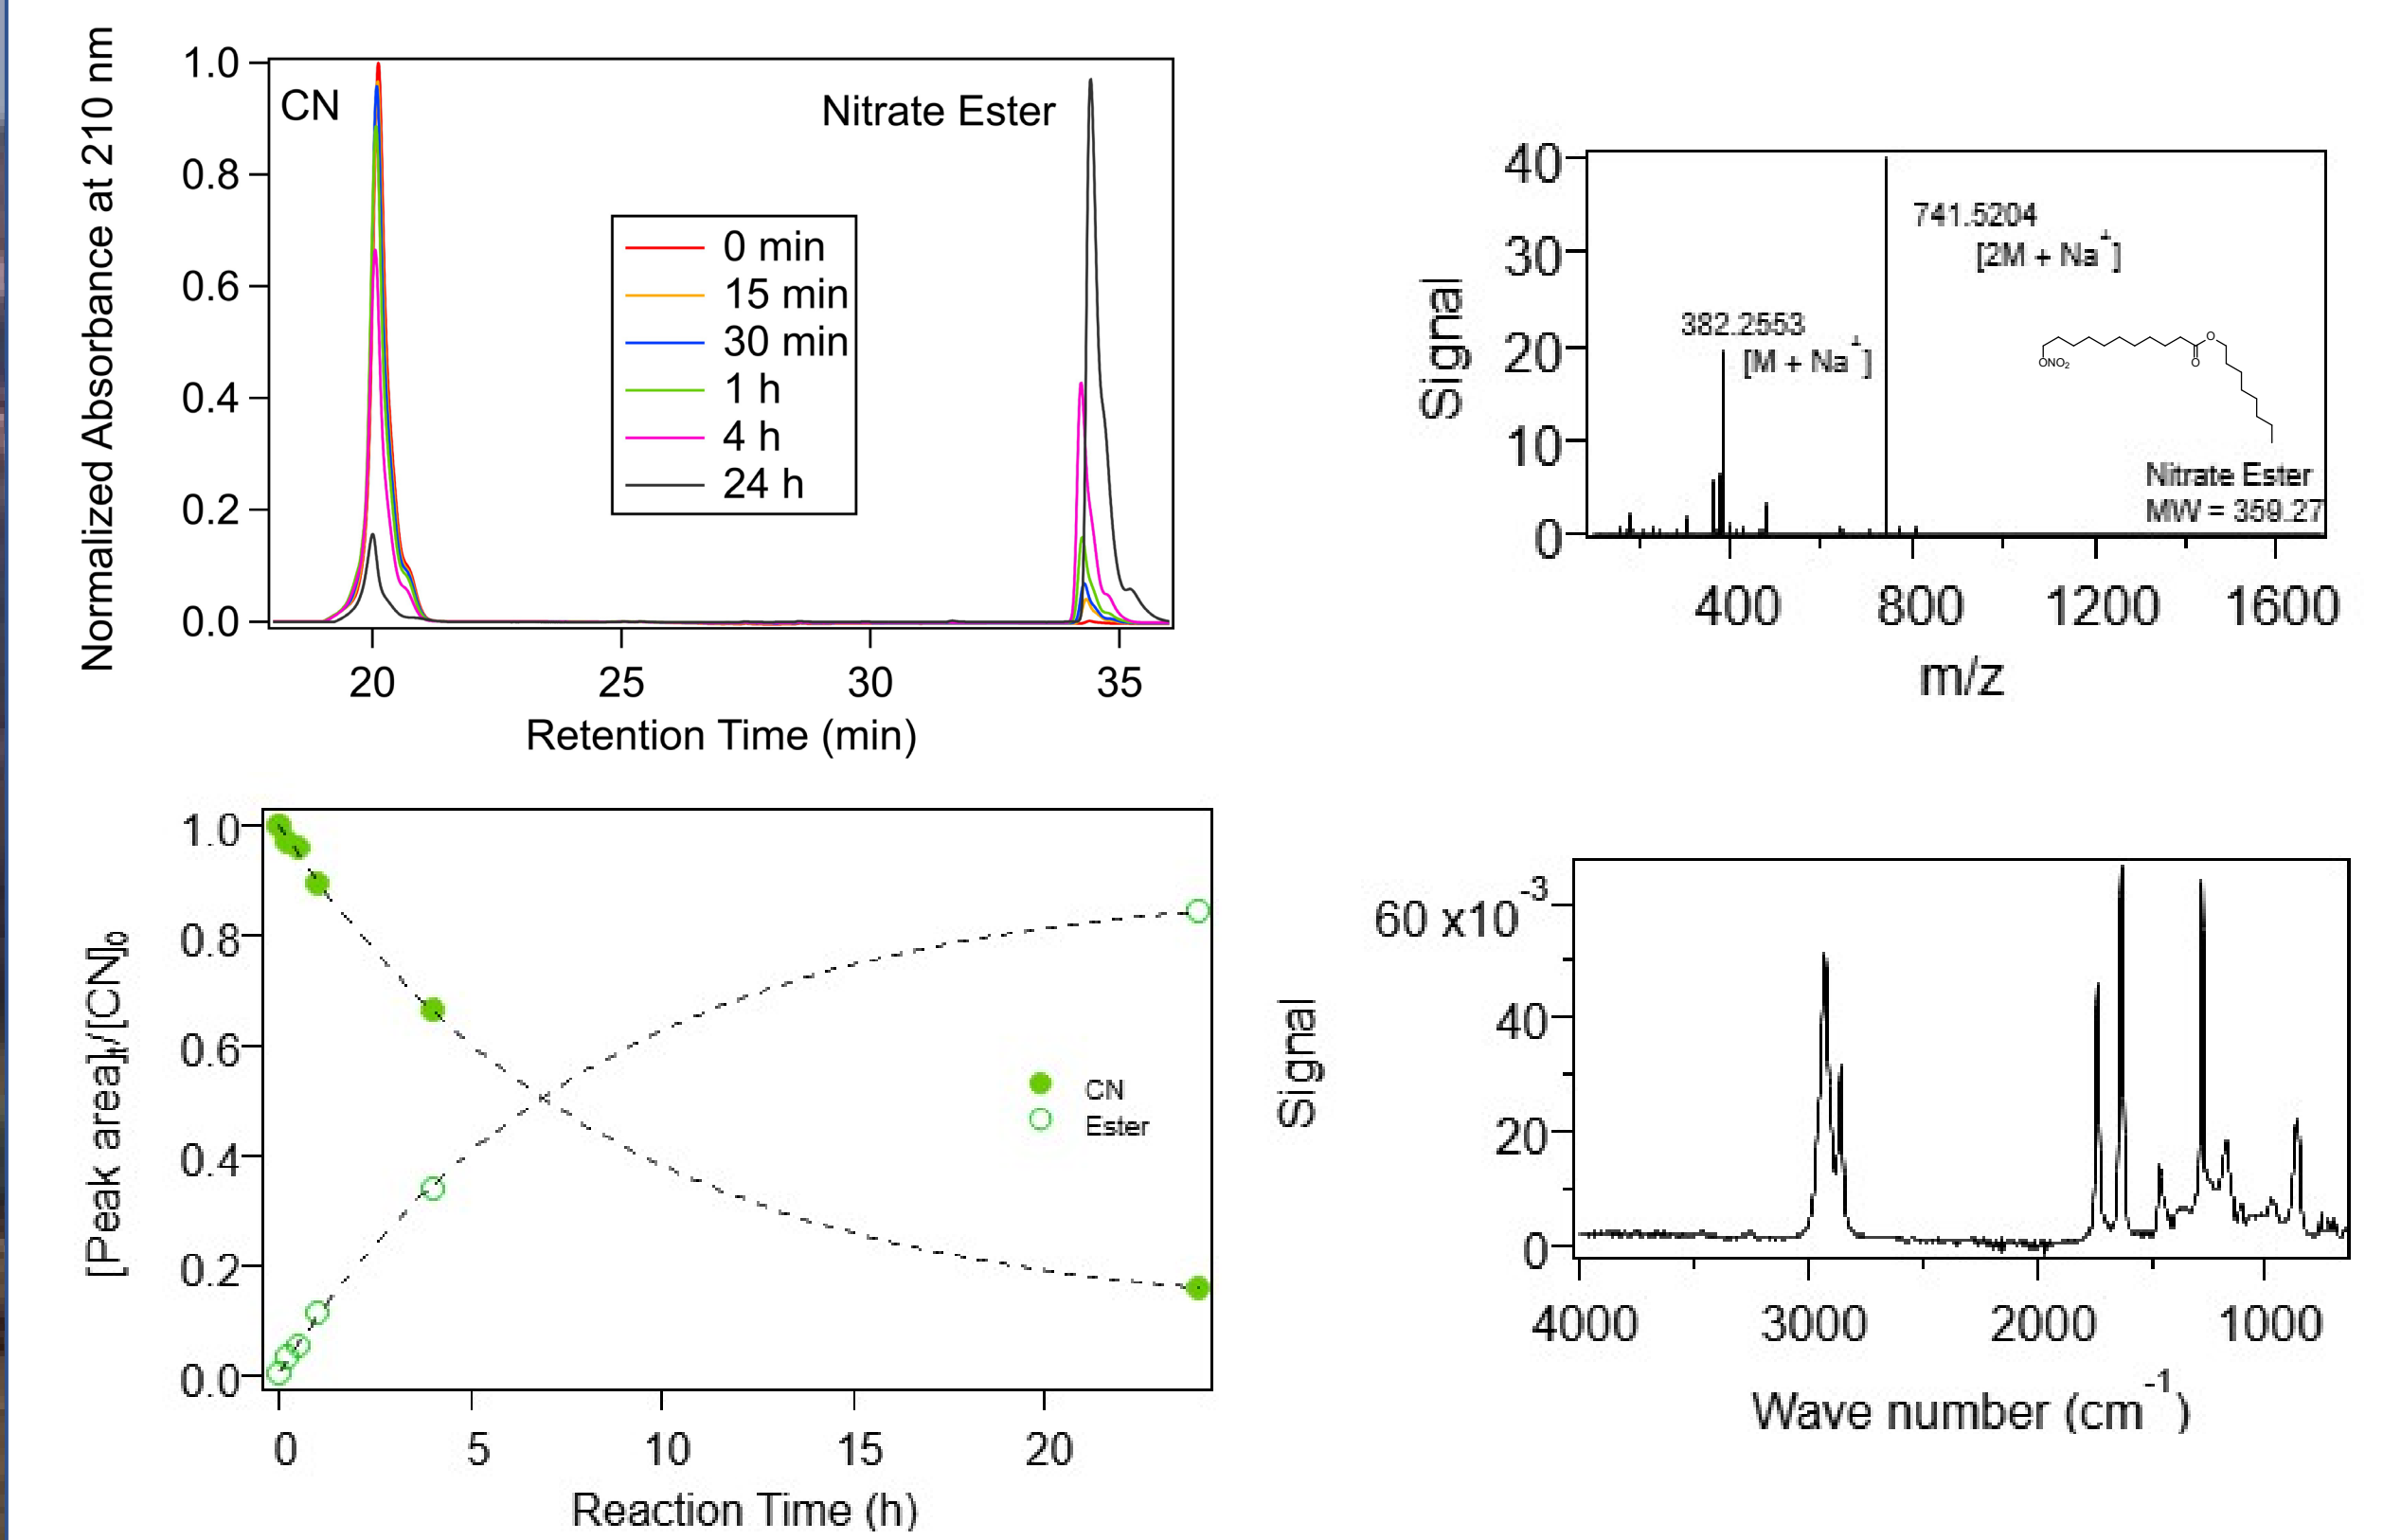 Normalized Absorbance at 210 nm
1.0
0.8
0.6
0.4
0.2
0.0
CN
Nitrate Ester
0 min
15 min
30 min
1 h
4 h
24 h
20
25
30
35
Retention Time (min)
Signal
40
30
20
10
0
741.5204
[2M + Na+]
382.2553
[M + Na+]
O
O
ONO2
Nitrate Ester
MW = 359.27
400
800
1200
1600
m/z
[Peak area]t/[CN]0
1.0
0.8
0.6
0.4
0.2
0.0
CN
Ester
0
5
10
15
20
Reaction Time (h)
Signal
60 x10-3
40
20
0
4000
3000
2000
1000
Wave number (cm-1)